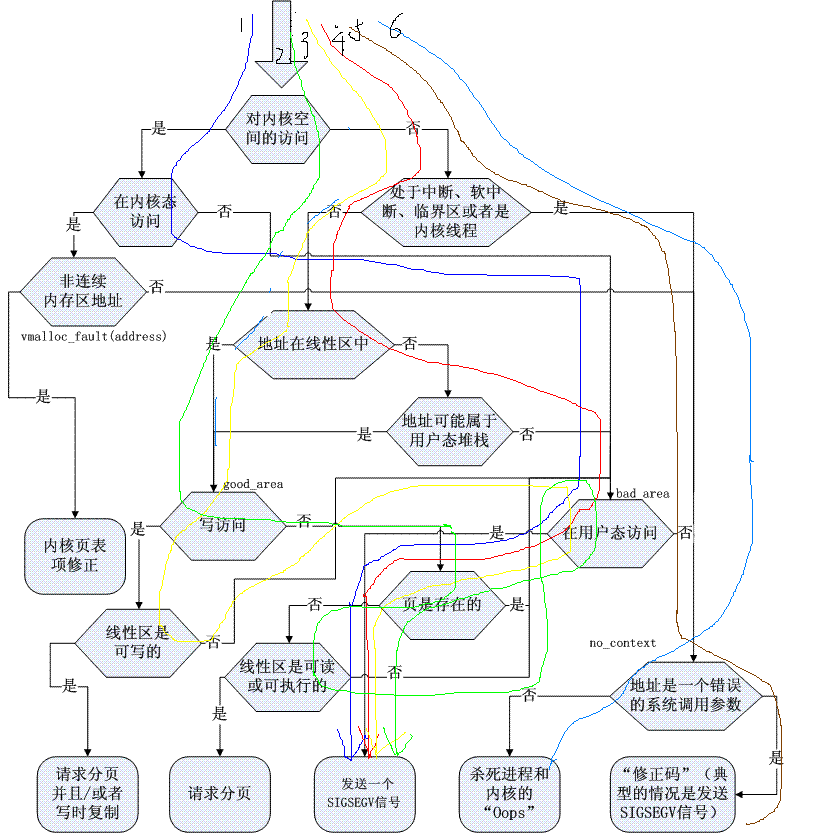 1
2
3
4
5
6
对内核空
间的访问
是
否
在内核态
访问
处于中断、软中
断、临界区或者是
内核线程
否
否
是
是
非连续
内存区地址
否
vmalloc_fault(address)
地址在线性区中
是
否
是
地址可能属于
用户态堆栈
是
否
good_area
bad_area
写访问
否
是
在用户态访问
是
否
内核页表
项修正
页是存在的
否
是
线性区是
可写的
否
no_context
线性区是可读
或可执行的
否
是
是
地址是一个错误
的系统调用参数
否
是
请求分页
并且/或者
写时复制
请求分页
发送一个
SIGSEGV信号
杀死进程和
内核的
“Oops”
“修正码”（典
型的情况是发送
SIGSEGV信号）